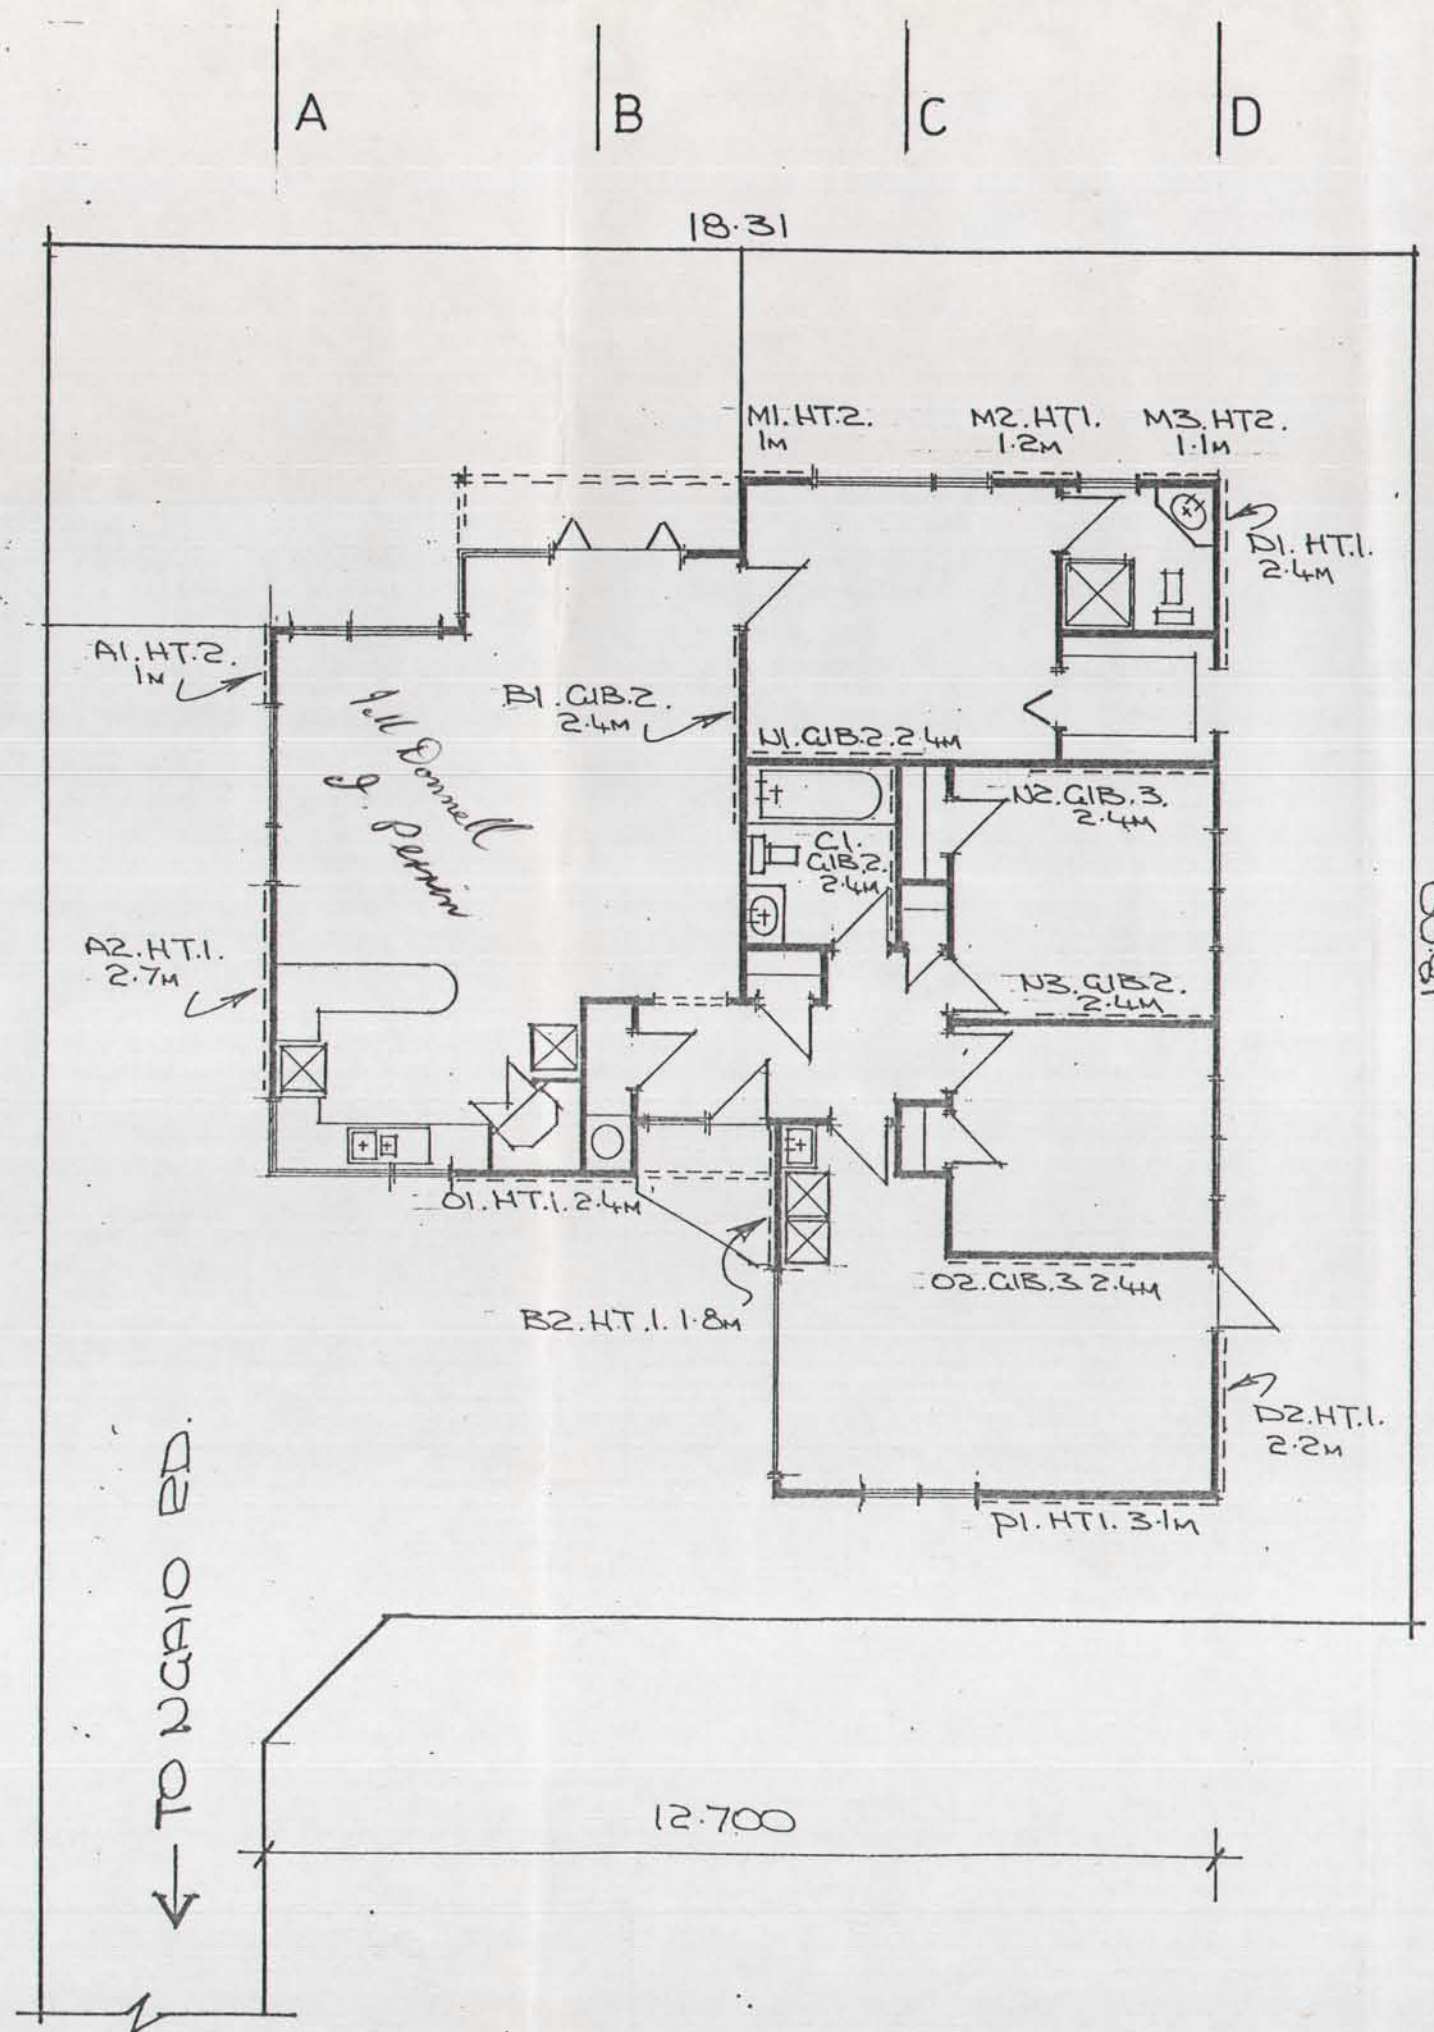 A B C D
18.31
M1.HT.2.
1M
M2.HT1.
1.2M
M3.HT2.
1.1M
D1.HT.1.
2.4M
A1.HT.2.
1M
B1.GIB.2.
2.4M
N1.GIB.2.2.4M
N2.GIB.3.
2.4M
C1.
GIB.2.
2.4M
A2.HT.1.
2.7M
N3.GIB.2.
2.4M
O1.HT.1.2.4M
O2.GIB.3 2.4M
B2.HT.1.1.8M
D2.HT.1.
2.2M
P1.HT1.3.1M
TO NGAIO RD.
12.700